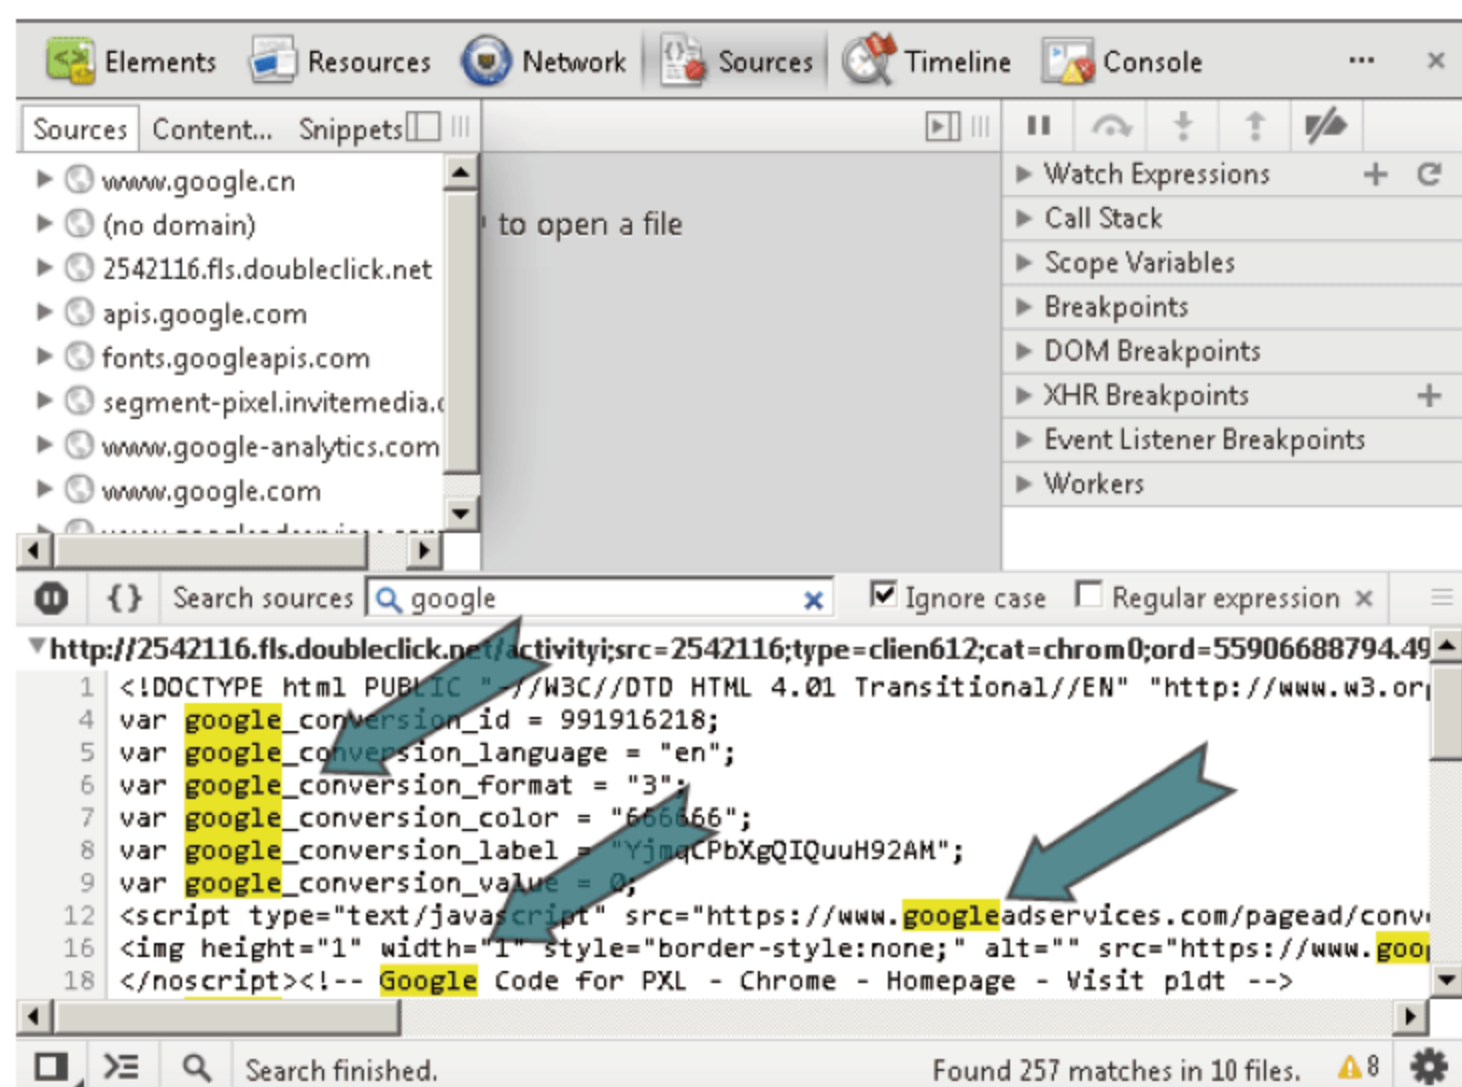 Elements Resources Network Sources Timeline Console ...
Sources Content... Snippets
www.google.cn
(no domain)
2542116.fls.doubleclick.net
apis.google.com
fonts.googleapis.com
segment-pixel.invitemedia.
www.google-analytics.com
www.google.com
to open a file
Watch Expressions
Call Stack
Scope Variables
Breakpoints
DOM Breakpoints
XHR Breakpoints
Event Listener Breakpoints
Workers
Search sources google Ignore case Regular expression
http://2542116.fls.doubleclick.net/activityi;src=2542116;type=clien612;cat=chrom0;ord=55906688794.49
1 <!DOCTYPE html PUBLIC "-//W3C//DTD HTML 4.01 Transitional//EN" "http://www.w3.or
4 var google_conversion_id = 991916218;
5 var google_conversion_language = "en";
6 var google_conversion_format = "3";
7 var google_conversion_color = "666666";
8 var google_conversion_label = "YjmqCPbXgQIQuuH92AM";
9 var google_conversion_value = 0;
12 <script type="text/javascript" src="https://www.googleadservices.com/pagead/conv
16 <img height="1" width="1" style="border-style:none;" alt="" src="https://www.goo
18 </noscript><!-- Google Code for PXL - Chrome - Homepage - Visit p1dt -->
Search finished. Found 257 matches in 10 files. 8